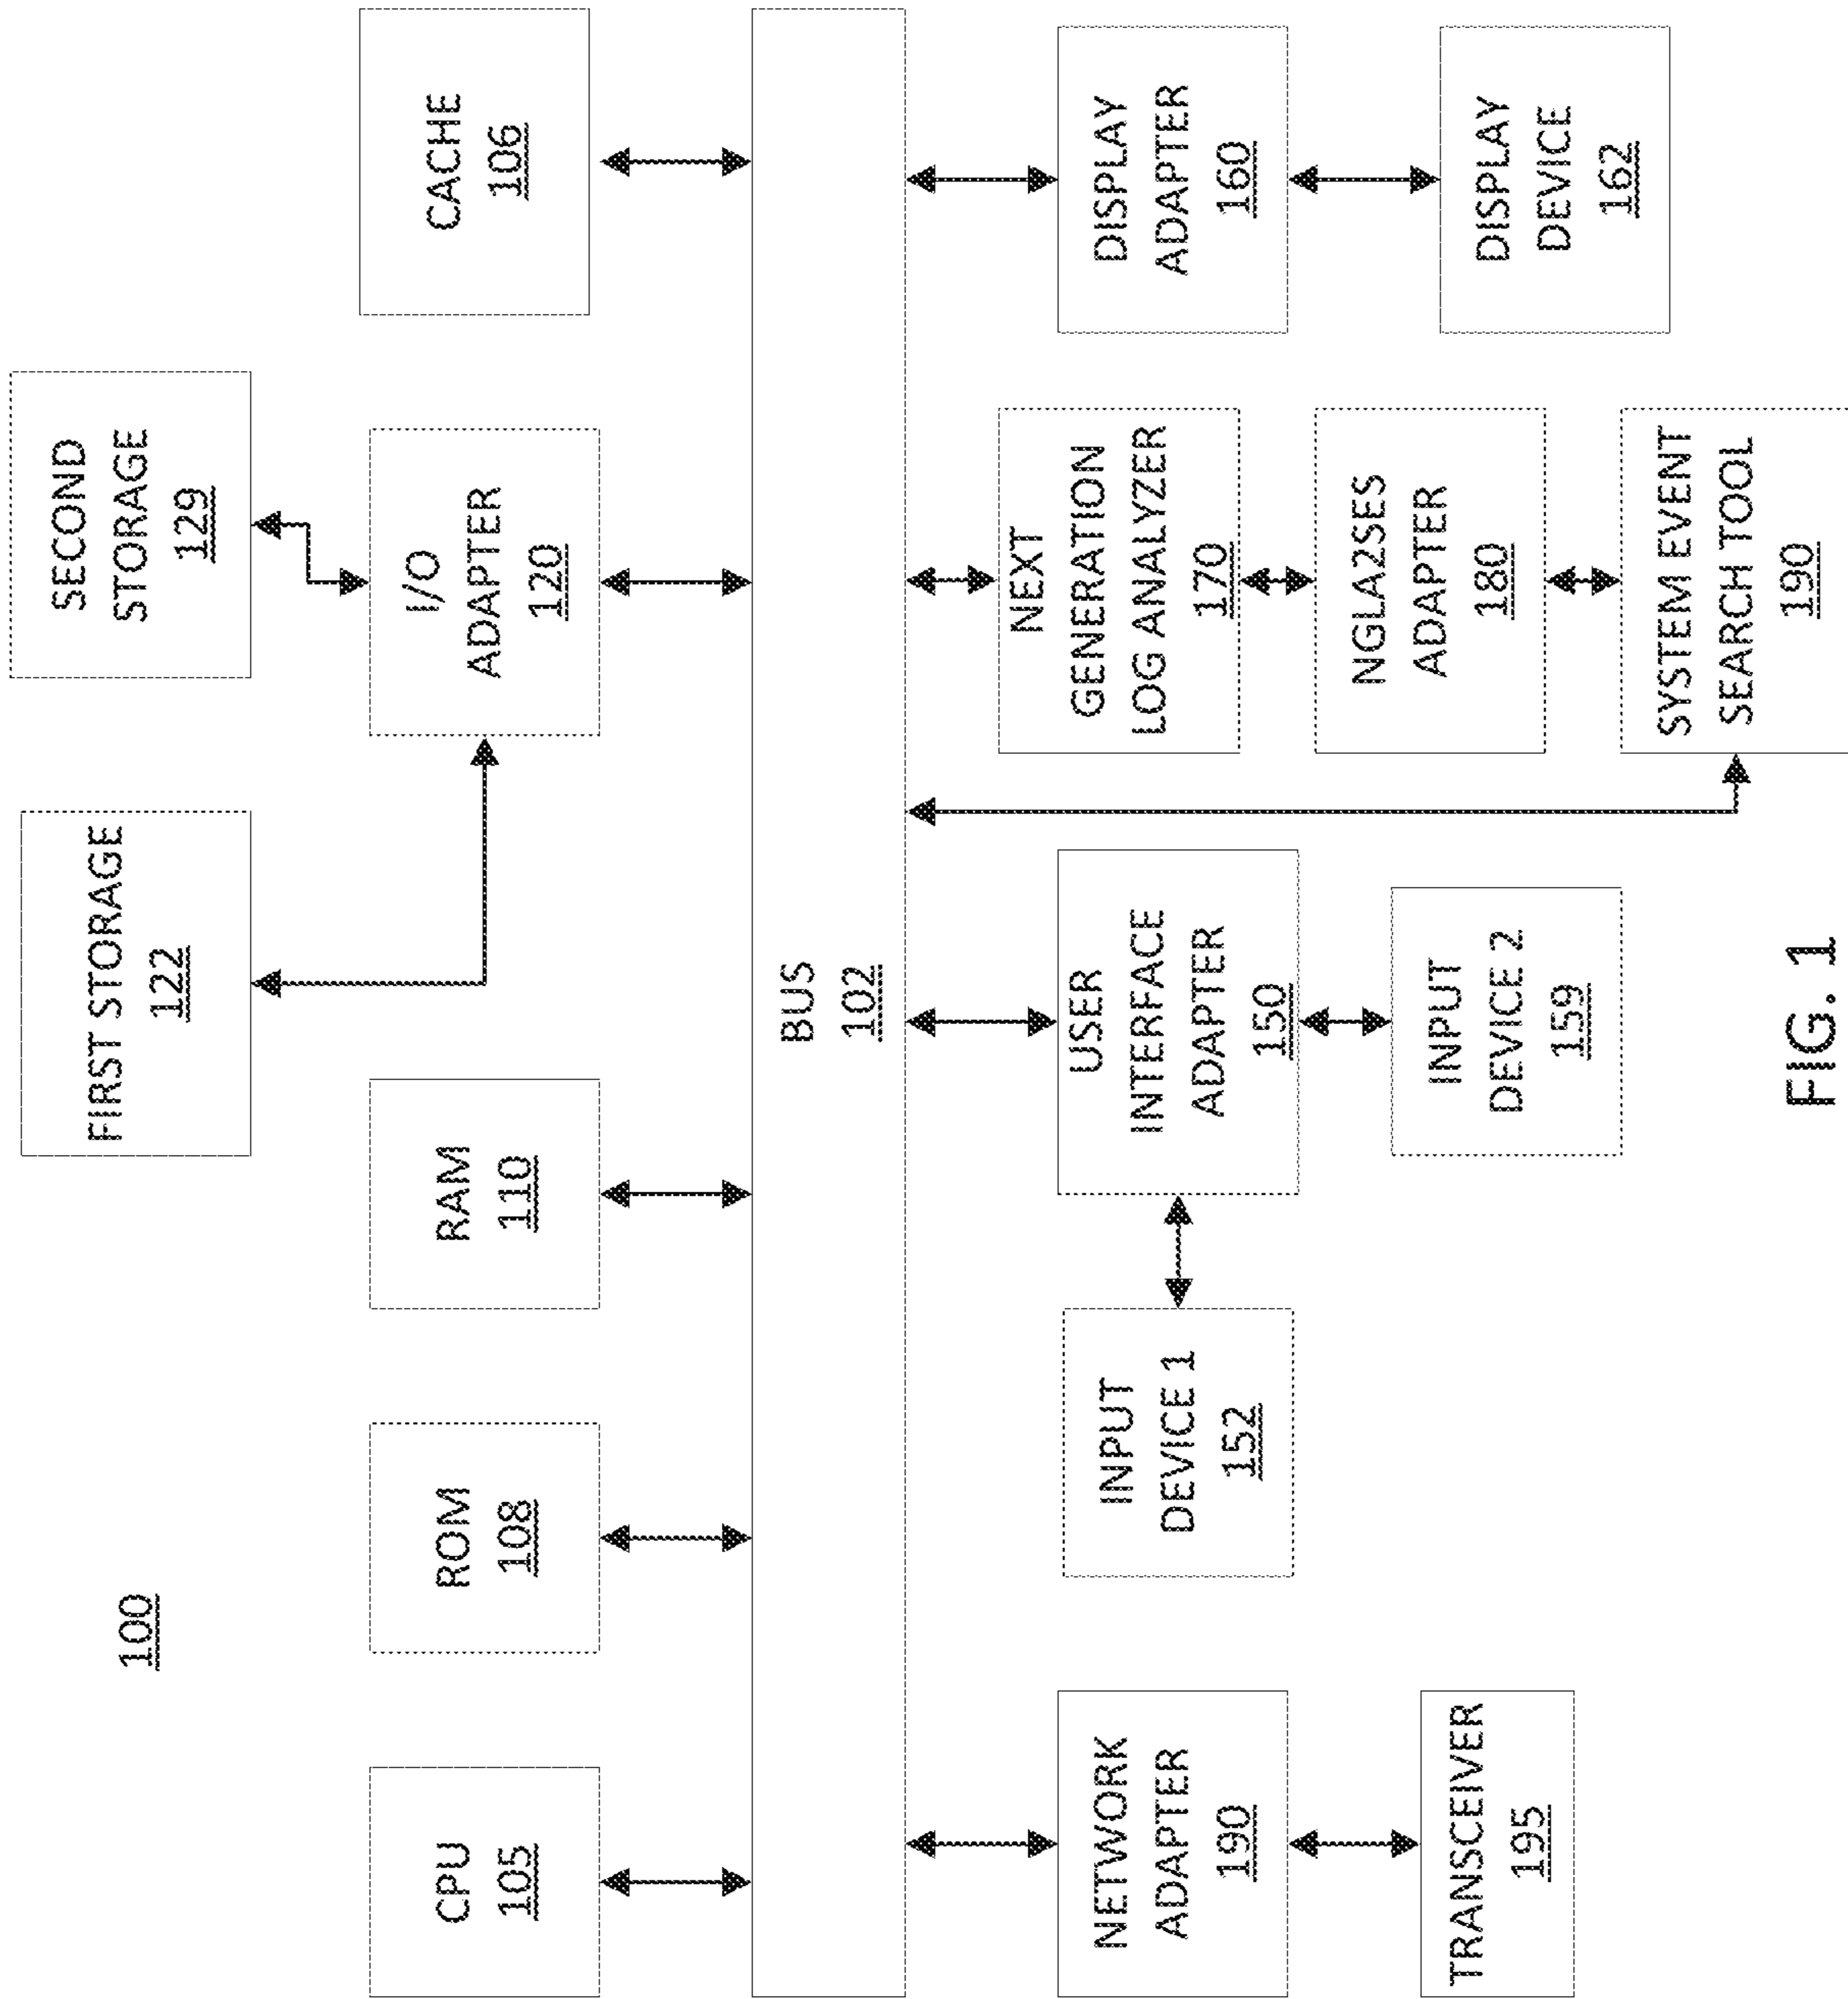 100
FIRST STORAGE
122
SECOND
STORAGE
129
CPU
105
ROM
108
RAM
110
I/O
ADAPTER
120
CACHE
106
BUS
102
NETWORK
ADAPTER
190
TRANSCEIVER
195
INPUT
DEVICE 1
152
USER
INTERFACE
ADAPTER
150
INPUT
DEVICE 2
159
NEXT
GENERATION
LOG ANALYZER
170
NGLA2SES
ADAPTER
180
SYSTEM EVENT
SEARCH TOOL
190
DISPLAY
ADAPTER
160
DISPLAY
DEVICE
162
FIG. 1